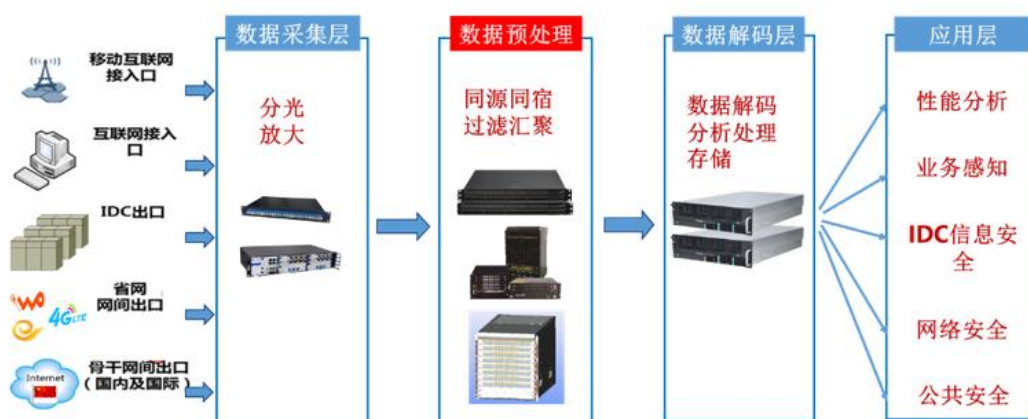 数据采集层
数据预处理
数据解码层
应用层
移动互联网
接入口
互联网接入
口
IDC出口
省网
网间出口
4G LTE
骨干网间出口
（国内及国际）
Internet
分光
放大
同源同宿
过滤汇聚
数据解码
分析处理
存储
性能分析
业务感知
IDC信息安
全
网络安全
公共安全